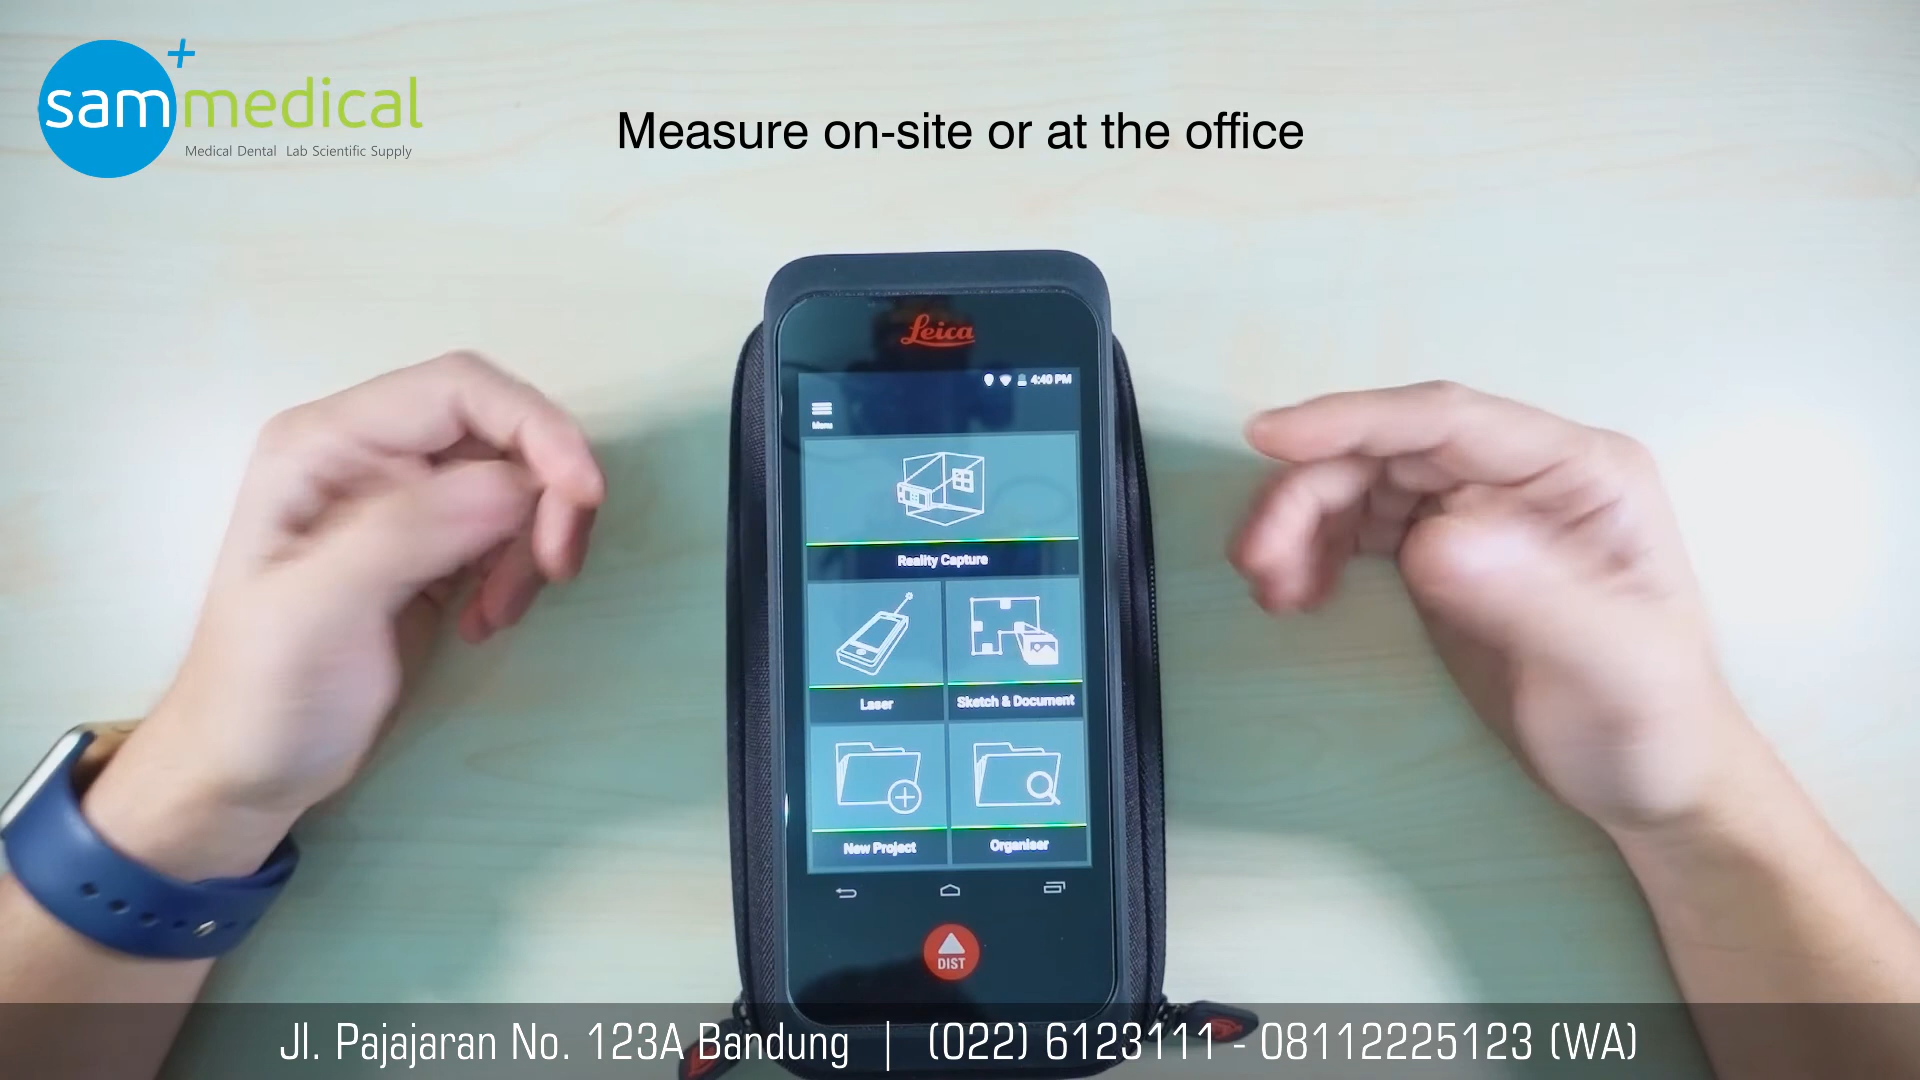 sam+medical
Medical Dental Lab Scientific Supply
Measure on-site or at the office
Leica
4:40 PM
Menu
Reality Capture
Laser
Sketch & Document
New Project
Organiser
DIST
Jl. Pajajaran No. 123A Bandung | (022) 6123111 - 08112225123 (WA)